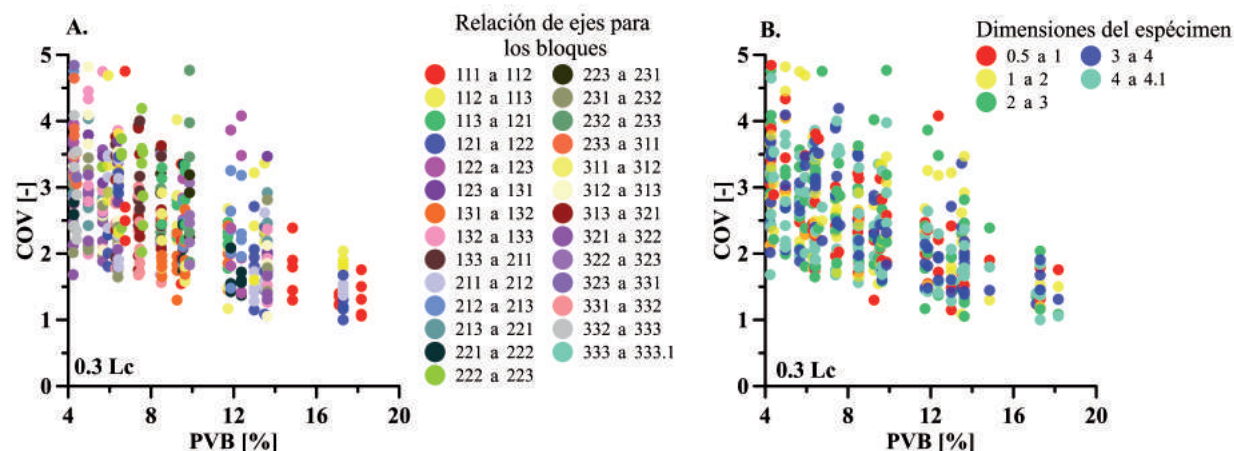 A.
5
4
3
2
1
0
COV [-]
0.3 Lc
4 8 12 16 20
PVB [%]
Relación de ejes para
los bloques
111 a 112
112 a 113
113 a 121
121 a 122
122 a 123
123 a 131
131 a 132
132 a 133
133 a 211
211 a 212
212 a 213
213 a 221
221 a 222
222 a 223
223 a 231
231 a 232
232 a 233
233 a 311
311 a 312
312 a 313
313 a 321
321 a 322
322 a 323
323 a 331
331 a 332
332 a 333
333 a 333.1
B.
5
4
3
2
1
0
COV [-]
0.3 Lc
4 8 12 16 20
PVB [%]
Dimensiones del espécimen
0.5 a 1
1 a 2
2 a 3
3 a 4
4 a 4.1